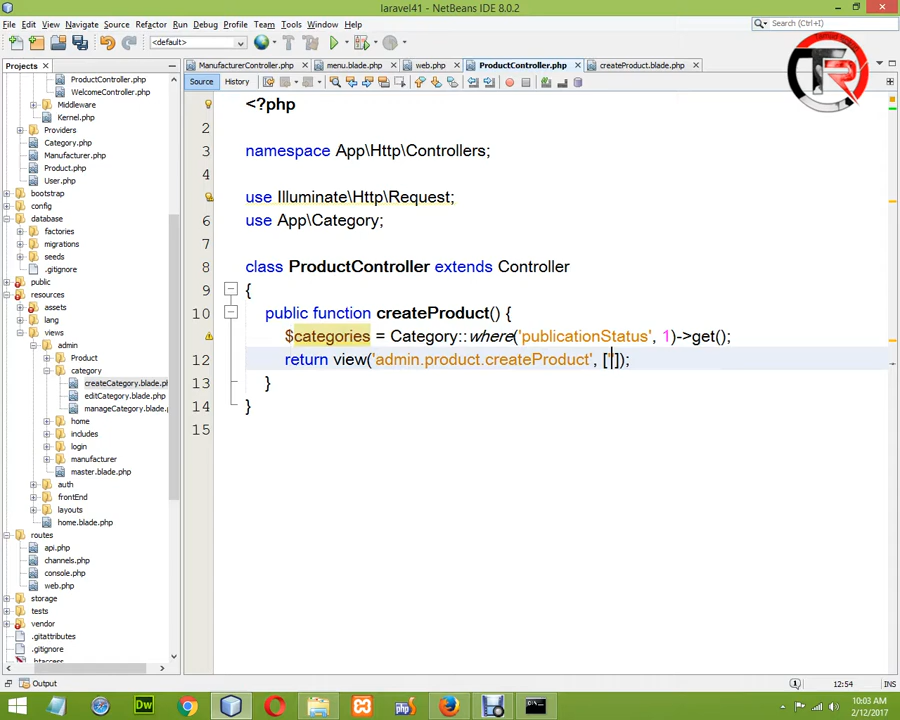 laravel41 - NetBeans IDE 8.0.2
File Edit View Navigate Source Refactor Run Debug Profile Team Tools Window Help
<default>
Search (Ctrl+I)
Projects
ManufacturerController.php
menu.blade.php
web.php
ProductController.php
createProduct.blade.php
Source
History
ProductController.php
WelcomeController.php
Middleware
Kernel.php
Providers
Category.php
Manufacturer.php
Product.php
User.php
bootstrap
config
database
factories
migrations
seeds
.gitignore
public
resources
assets
lang
views
admin
Product
category
createCategory.blade.ph
editCategory.blade.php
manageCategory.blade.
home
includes
login
manufacturer
master.blade.php
auth
frontEnd
layouts
home.blade.php
routes
api.php
channels.php
console.php
web.php
storage
tests
vendor
.gitattributes
.gitignore
.htaccess
<?php
2
3 namespace App\Http\Controllers;
4
use Illuminate\Http\Request;
6 use App\Category;
7
8 class ProductController extends Controller
9 {
10 public function createProduct() {
$categories = Category::where('publicationStatus', 1)->get();
12 return view('admin.product.createProduct', ['']);
13 }
14 }
15
Output
12:54
INS
TR
Dw
php
10:03 AM
2/12/2017